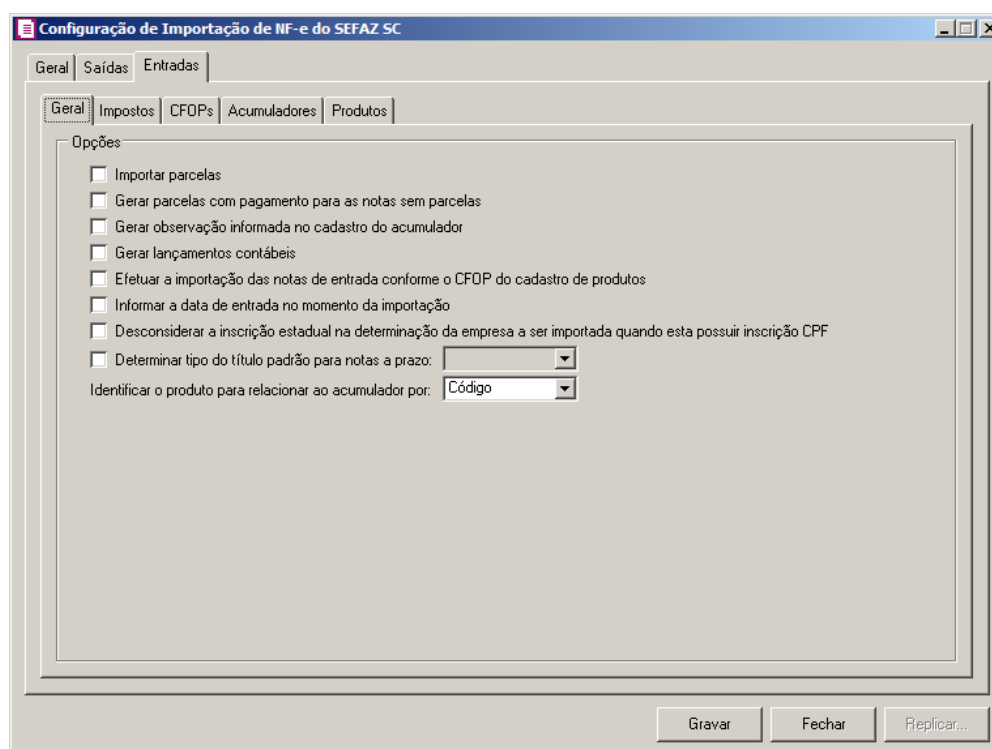 Configuração de Importação de NF-e do SEFAZ SC
Geral Saídas Entradas
Geral Impostos CFOPs Acumuladores Produtos
Opções
Importar parcelas
Gerar parcelas com pagamento para as notas sem parcelas
Gerar observação informada no cadastro do acumulador
Gerar lançamentos contábeis
Efetuar a importação das notas de entrada conforme o CFOP do cadastro de produtos
Informar a data de entrada no momento da importação
Desconsiderar a inscrição estadual na determinação da empresa a ser importada quando esta possuir inscrição CPF
Determinar tipo do título padrão para notas a prazo:
Identificar o produto para relacionar ao acumulador por: Código
Gravar Fechar Replicar...